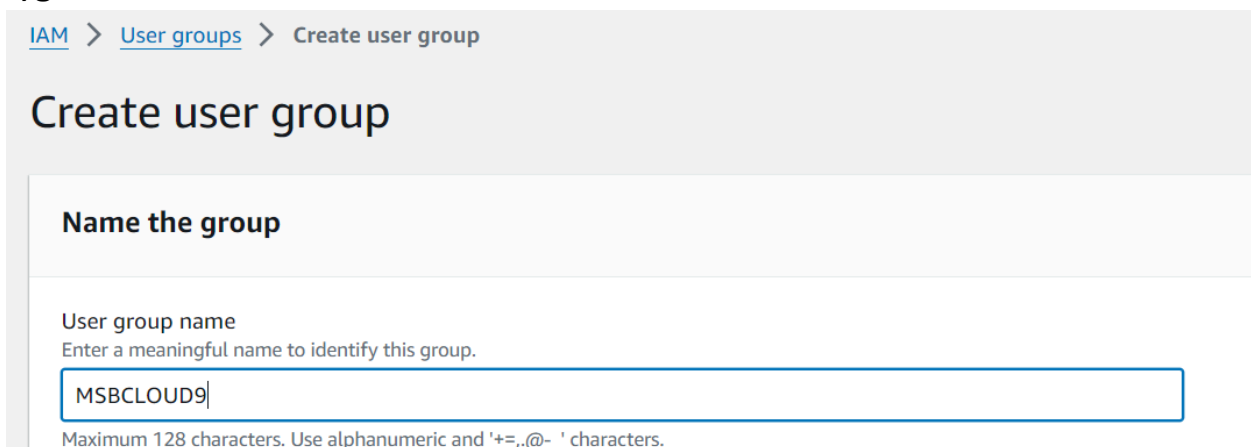 IAM > User groups > Create user group
Create user group
Name the group
User group name
Enter a meaningful name to identify this group.
MSBCLOUD9
Maximum 128 characters. Use alphanumeric and '+=,.@-_' characters.